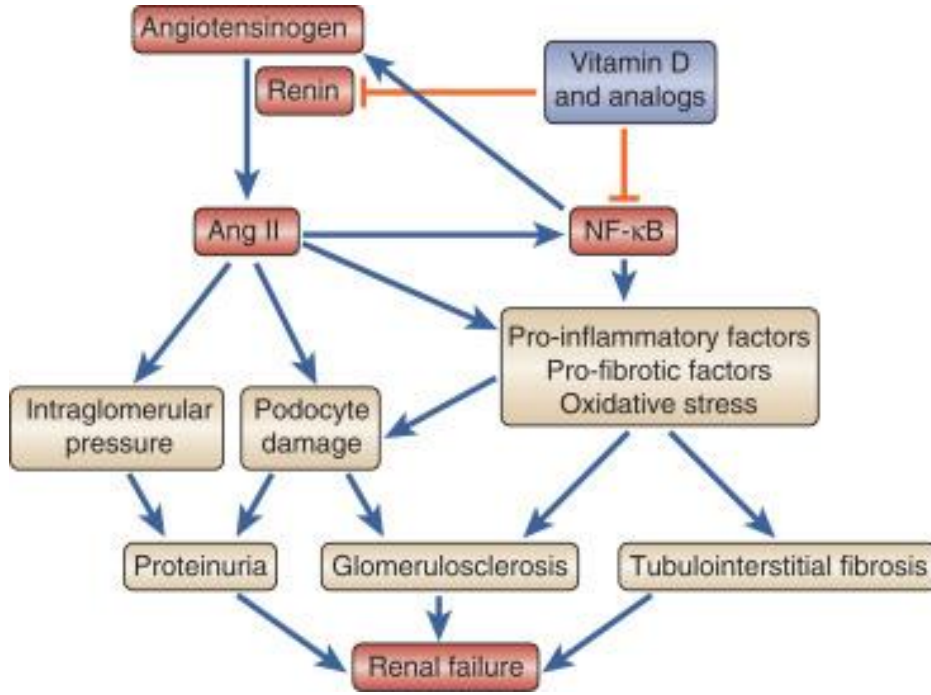 Angiotensinogen
Renin
Vitamin D
and analogs
Ang II
NF-κB
Pro-inflammatory factors
Pro-fibrotic factors
Oxidative stress
Intraglomerular
pressure
Podocyte
damage
Proteinuria
Glomerulosclerosis
Tubulointerstitial fibrosis
Renal failure